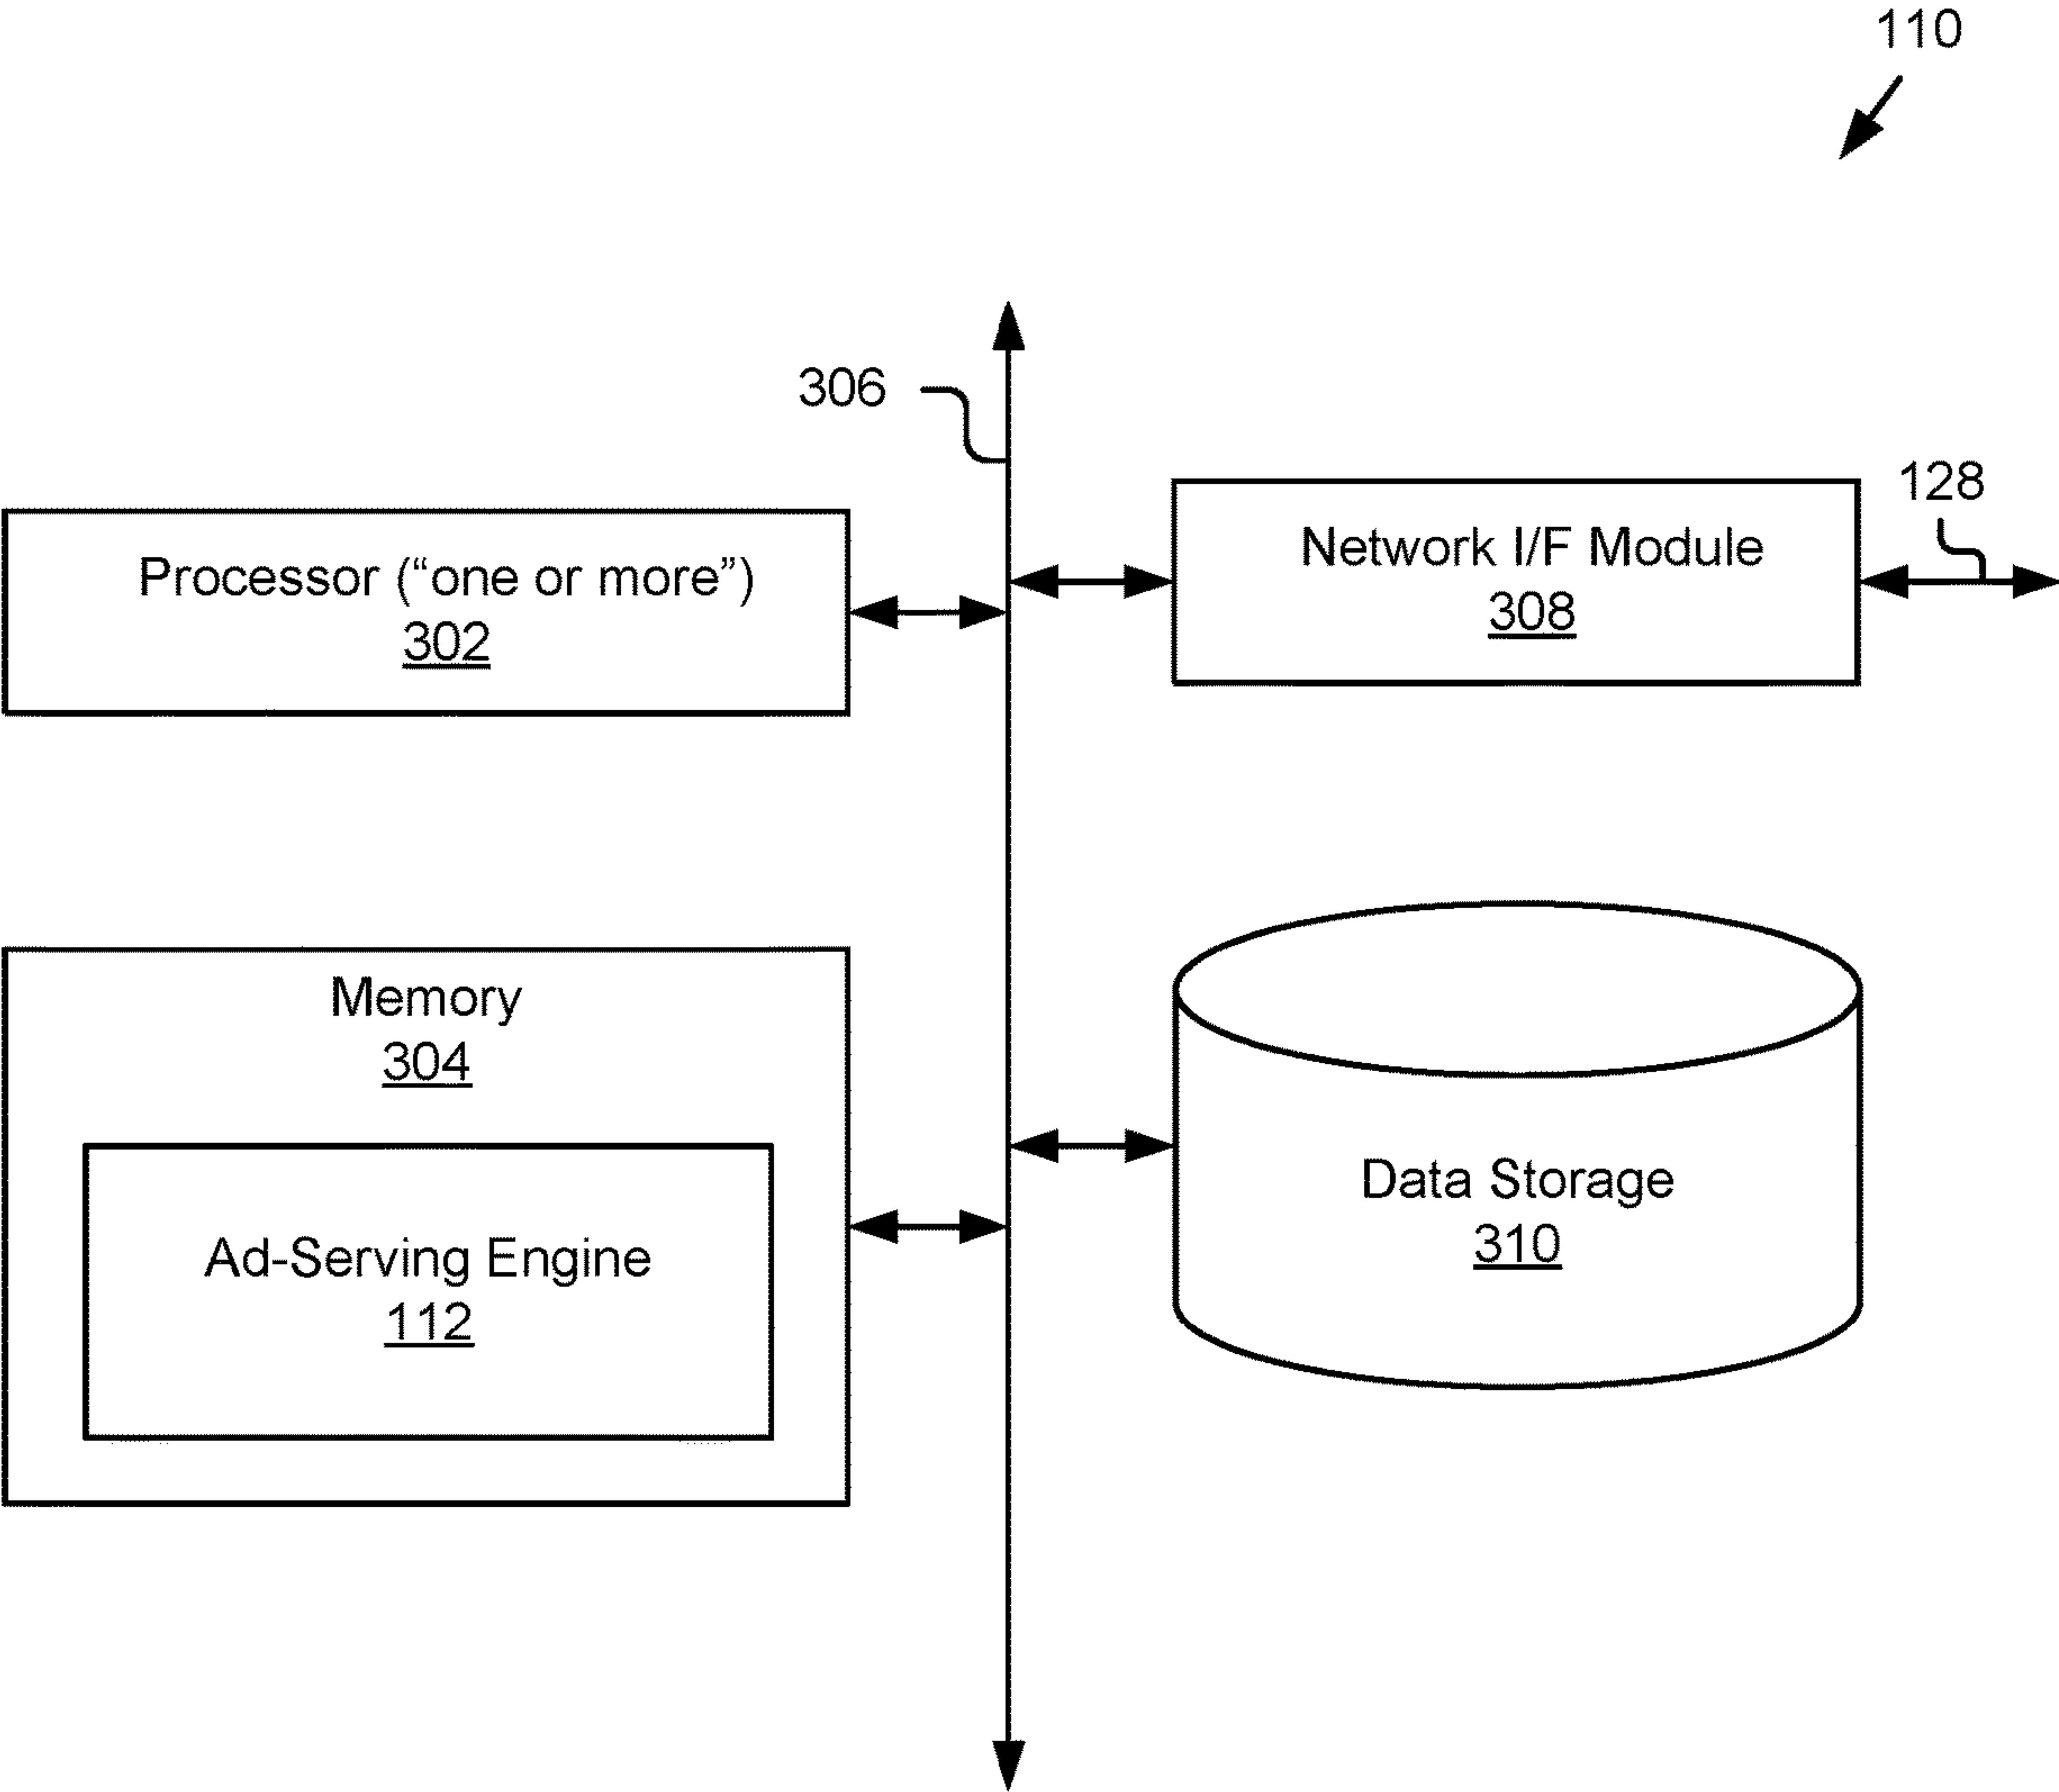 110
306
128
Processor (“one or more”)
302
Network I/F Module
308
Memory
304
Ad-Serving Engine
112
Data Storage
310